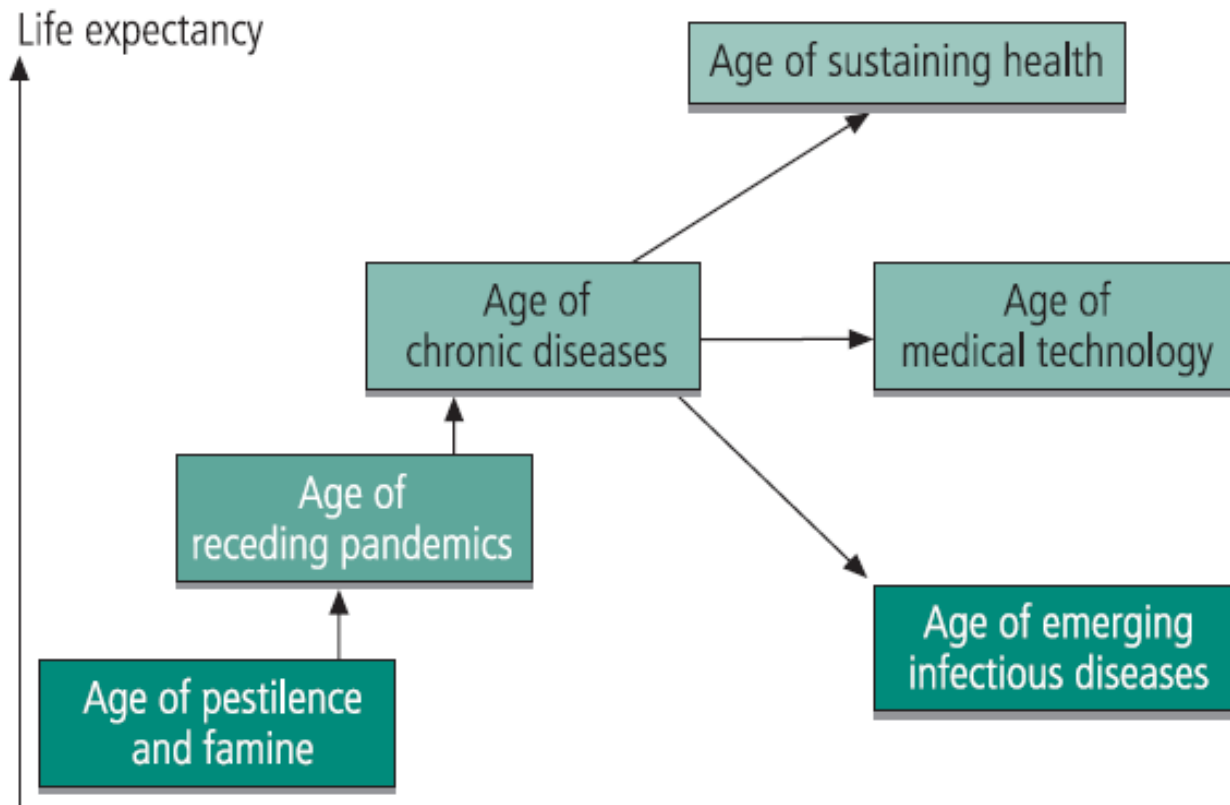 Life expectancy
Age of sustaining health
Age of
chronic diseases
Age of
medical technology
Age of
receding pandemics
Age of emerging
infectious diseases
Age of pestilence
and famine